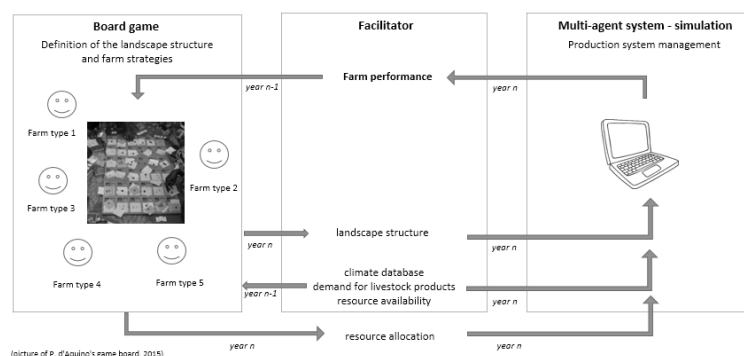 Board game
Definition of the landscape structure
and farm strategies
Farm type 1
Farm type 2
Farm type 3
Farm type 4
Farm type 5
Facilitator
Farm performance
year n-1
year n
landscape structure
year n
year n
climate database
demand for livestock products
resource availability
year n-1
year n
resource allocation
year n
year n
Multi-agent system - simulation
Production system management
(picture of P. d'Aquino's game board, 2015)